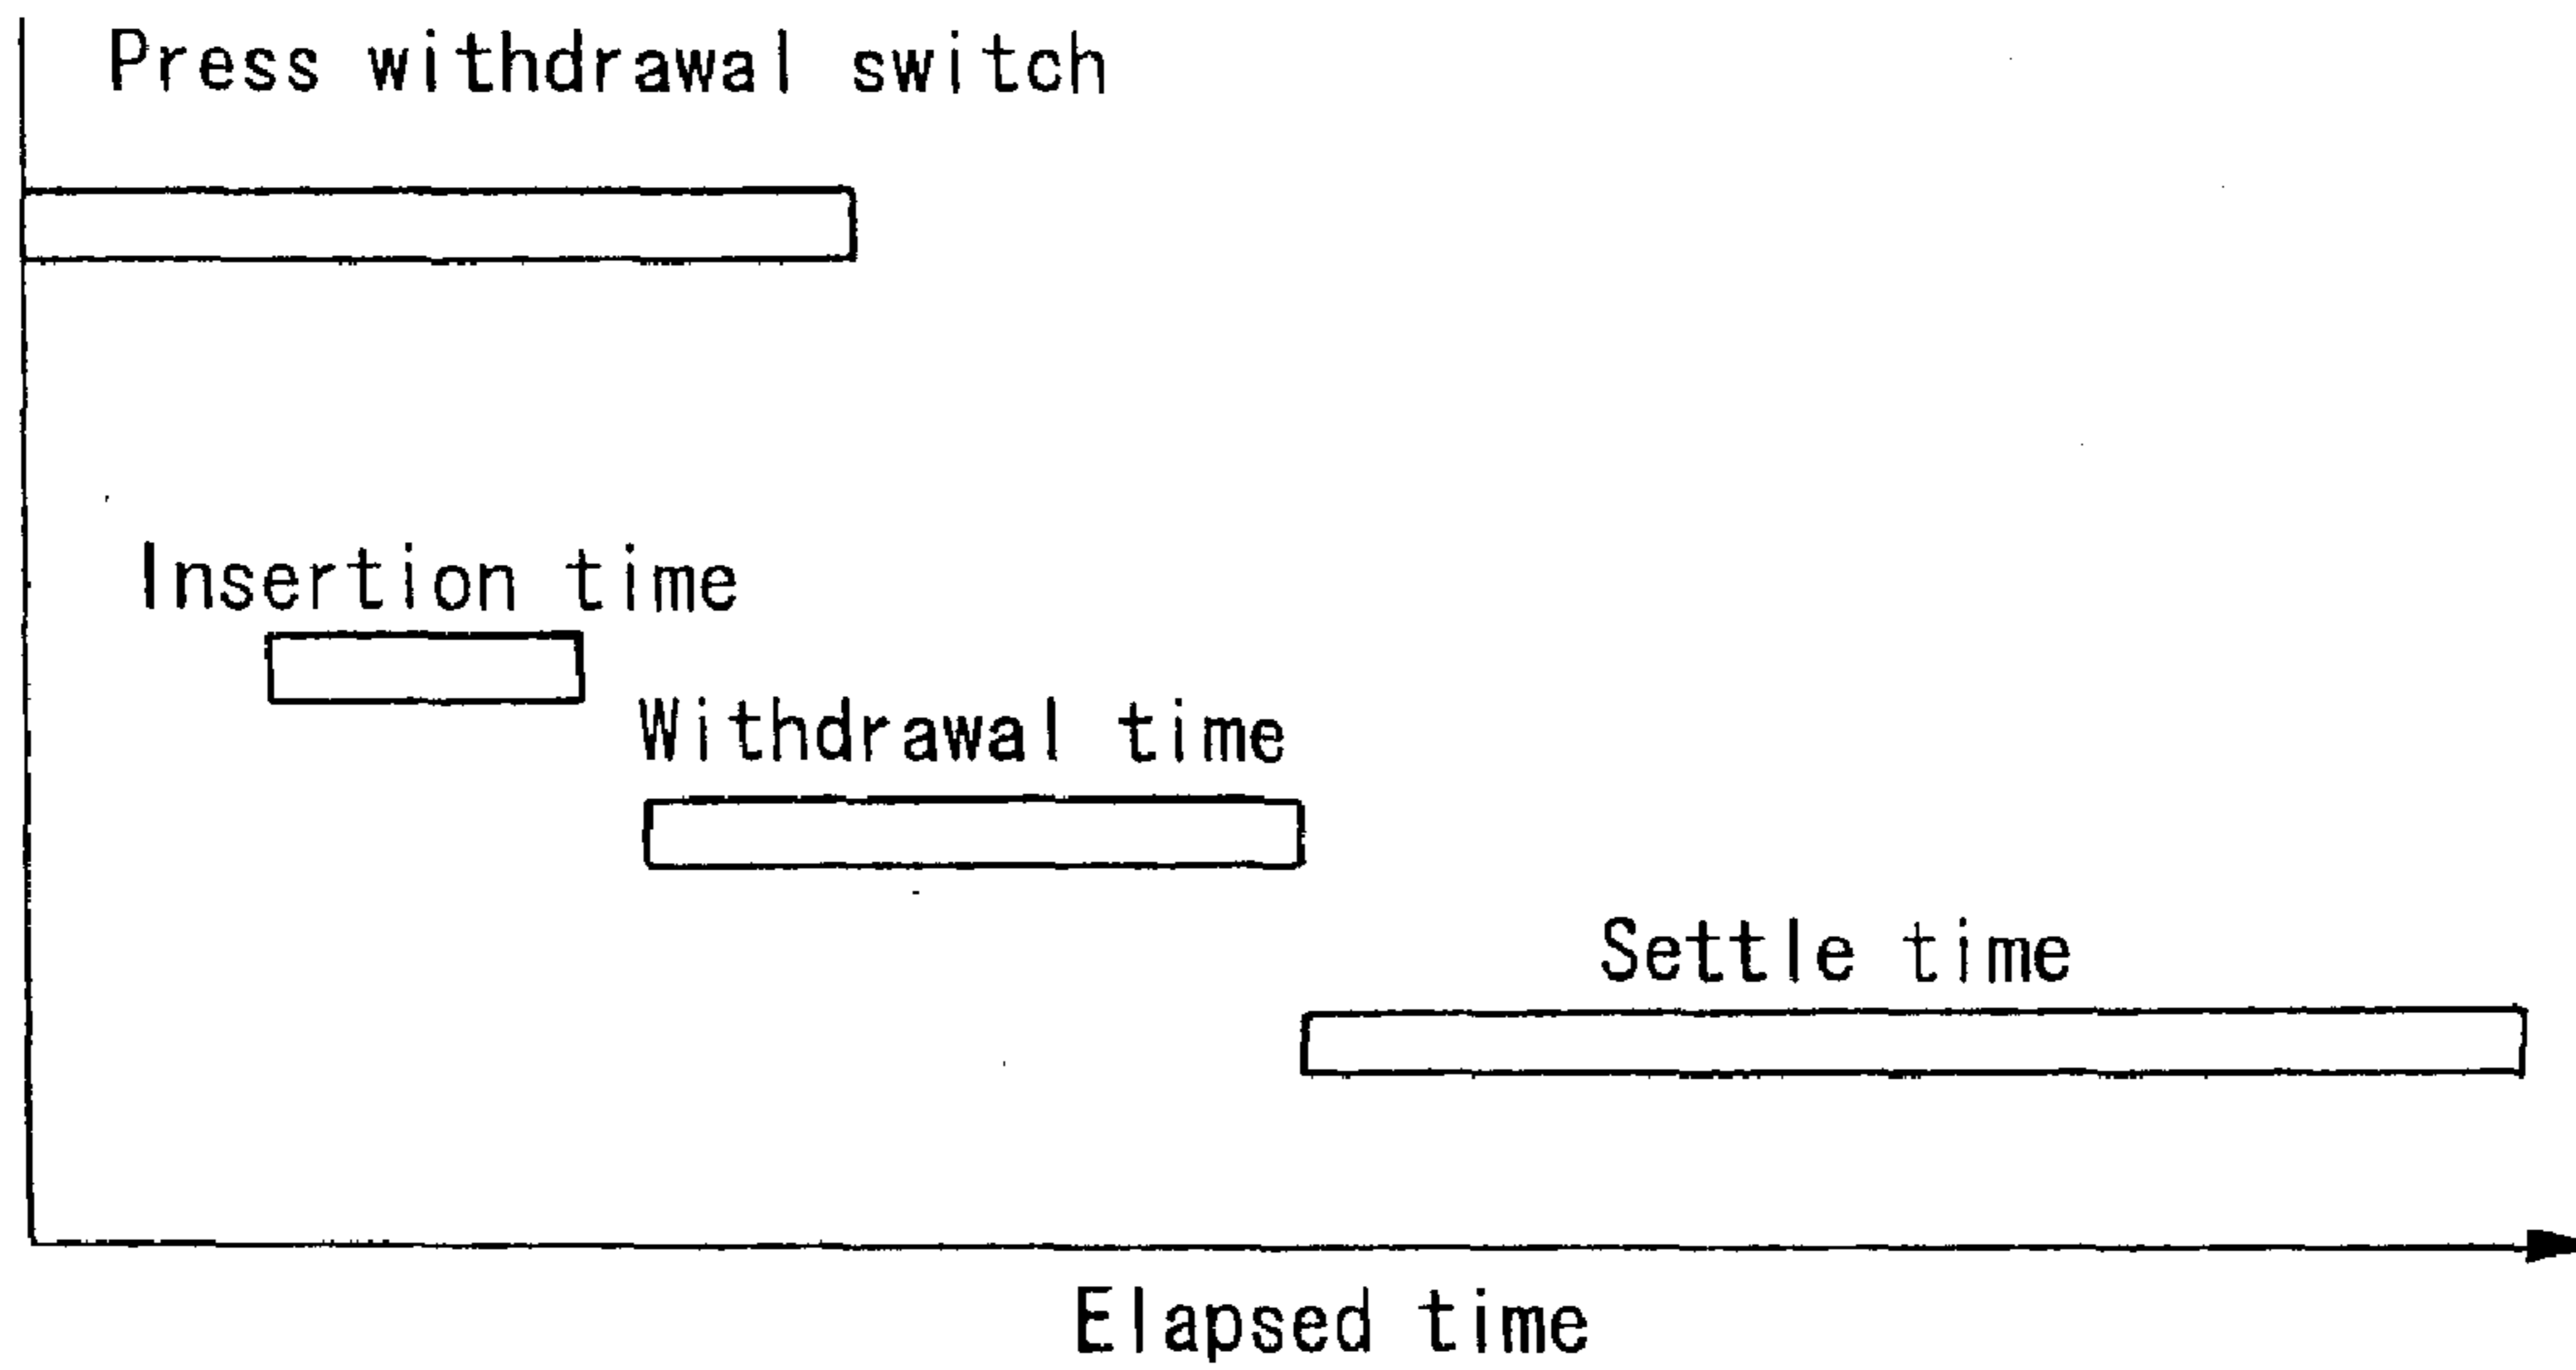 Press withdrawal switch
Insertion time
Withdrawal time
Settle time
Elapsed time